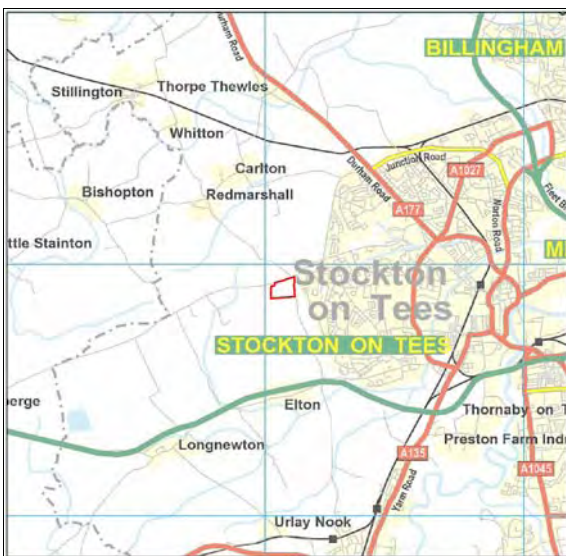 Durham Road
BILLINGHAM
Stillington
Thorpe Thewles
Whitton
Junction Road
Carlton
Durham Road
A1027
Bishopton
Redmarshall
Norton Road
A177
ttle Stainton
Stockton
on Tees
STOCKTON ON TEES
erge
Elton
Thornaby on T
Longnewton
Preston Farm Indu
A135
A1045
Yarm Road
Urlay Nook